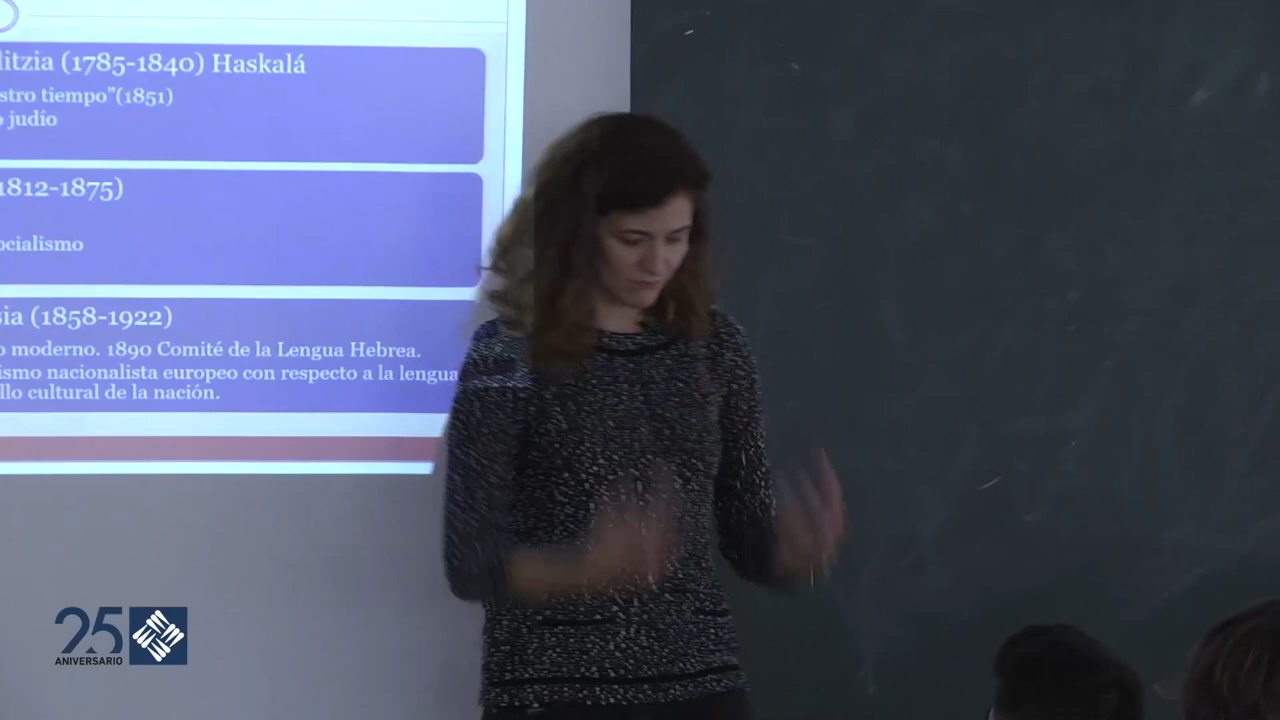 litzia (1785-1840) Haskalá
stro tiempo”(1851)
o judío
1812-1875)
ocialismo
sia (1858-1922)
o moderno. 1890 Comité de la Lengua Hebrea.
ismo nacionalista europeo con respecto a la lengua
llo cultural de la nación.
25
ANIVERSARIO